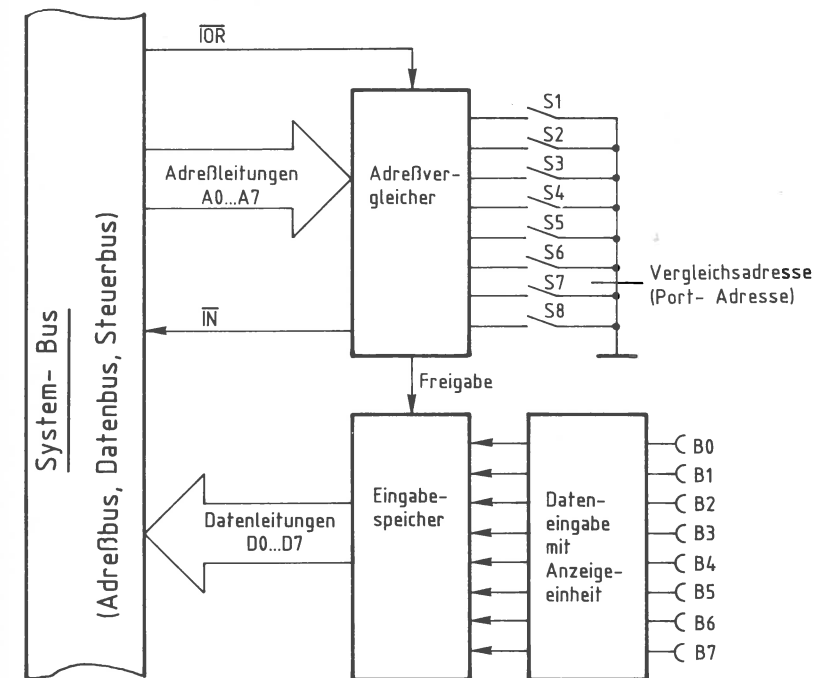 IOR
Adreßleitungen
A0...A7
Adreßver-
gleicher
S1
S2
S3
S4
S5
S6
S7
S8
Vergleichsadresse
(Port- Adresse)
IN
System- Bus
(Adreßbus, Datenbus, Steuerbus)
Freigabe
Datenleitungen
D0...D7
Eingabe-
speicher
Daten-
eingabe
mit
Anzeige-
einheit
B0
B1
B2
B3
B4
B5
B6
B7